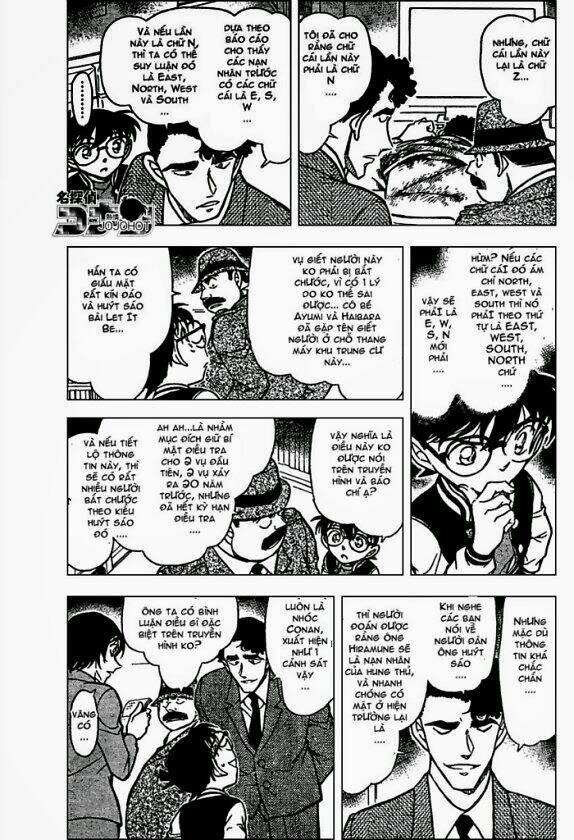 NHƯNG, CHỮ
CÁI LẦN NÀY
LẠI LÀ CHỮ
Z...
TÔI ĐÃ CHO
RẰNG CHỮ
CÁI LẦN NÀY
PHẢI LÀ CHỮ
N
....
DỰA THEO
BÁO CÁO
CHO THẤY
CÁC NẠN
NHÂN TRƯỚC
CÓ CÁC CHỮ
CÁI LÀ E, S,
W
....
VÀ NẾU LẦN
NÀY LÀ CHỮ N,
THÌ TA CÓ THỂ
SUY LUẬN ĐÓ
LÀ EAST,
NORTH, WEST
VÀ SOUTH
....
........
名探偵
コナン
JOJOHOT
HÙM? NẾU CÁC
CHỮ CÁI ĐÓ ÁM
CHỈ NORTH,
EAST, WEST VÀ
SOUTH THÌ NÓ
PHẢI THEO THỨ
TỰ LÀ EAST,
WEST,
SOUTH,
NORTH
CHỨ
....
VẬY SẼ
PHẢI LÀ
E, W,
S, N
MỚI
PHẢI
....
VỤ GIẾT NGƯỜI NÀY
KO PHẢI BỊ BẮT
CHƯỚC, VÌ CÓ 1 LÝ
DO KO THỂ SAI
ĐƯỢC... CÔ BÉ
AYUMI VÀ HAIBARA
ĐÃ GẶP TÊN GIẾT
NGƯỜI Ở CHỖ THANG
MÁY KHU TRUNG CƯ
NÀY...
HẮN TA CÓ
GIẤU MẶT
RẤT KÍN ĐÁO
VÀ HUÝT SÁO
BÀI LET IT
BE...
VẬY NGHĨA LÀ
ĐIỀU NÀY KO
ĐƯỢC NÓI
TRÊN TRUYỀN
HÌNH VÀ BÁO
CHÍ Ạ?
AH AH...LÀ NHẰM
MỤC ĐÍCH GIỮ BÍ
MẬT ĐIỀU TRA
CHO 2 VỤ ĐẦU
TIÊN, 2 VỤ XẢY
RA 20 NĂM
TRƯỚC, NHƯNG
ĐÃ HẾT KỲ HẠN
ĐIỀU TRA
....
VÀ NẾU TIẾT
LỘ THÔNG
TIN NÀY, THÌ
SẼ CÓ RẤT
NHIỀU NGƯỜI
BẮT CHƯỚC
THEO KIỂU
HUÝT SÁO
ĐÓ ....
NHƯNG
MẶC DÙ
THÔNG
TIN KHÁ
CHẮC
CHẮN
....
KHI NGHE
CÁC BẠN
NÓI VỀ
NGƯỜI ĐÀN
ÔNG HUÝT
SÁO ....
THÌ NGƯỜI
ĐOÁN ĐƯỢC
RẰNG ÔNG
HIRAMUNE SẼ
LÀ NẠN NHÂN
CỦA HUNG THỦ,
VÀ NHANH
CHÓNG CÓ
MẶT Ở HIỆN
TRƯỜNG LẠI
LÀ
....
LUÔN LÀ
NHÓC
CONAN,
XUẤT HIỆN
NHƯ 1
CẢNH SÁT
VẬY
....
ÔNG TA CÓ BÌNH
LUẬN ĐIỀU GÌ ĐẶC
BIỆT TRÊN TRUYỀN
HÌNH KO?
VÂNG
CÓ
...